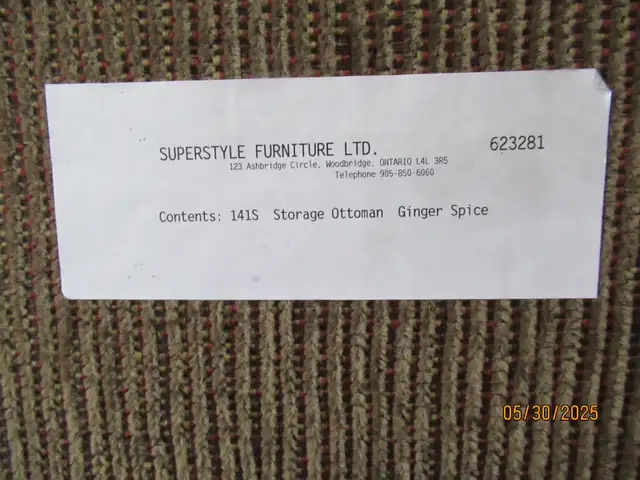 SUPERSTYLE FURNITURE LTD. 623281
123 Ashbridge Circle, Woodbridge, ONTARIO L4L 3R5
Telephone 905-850-6060
Contents: 141S Storage Ottoman Ginger Spice
05/30/2025